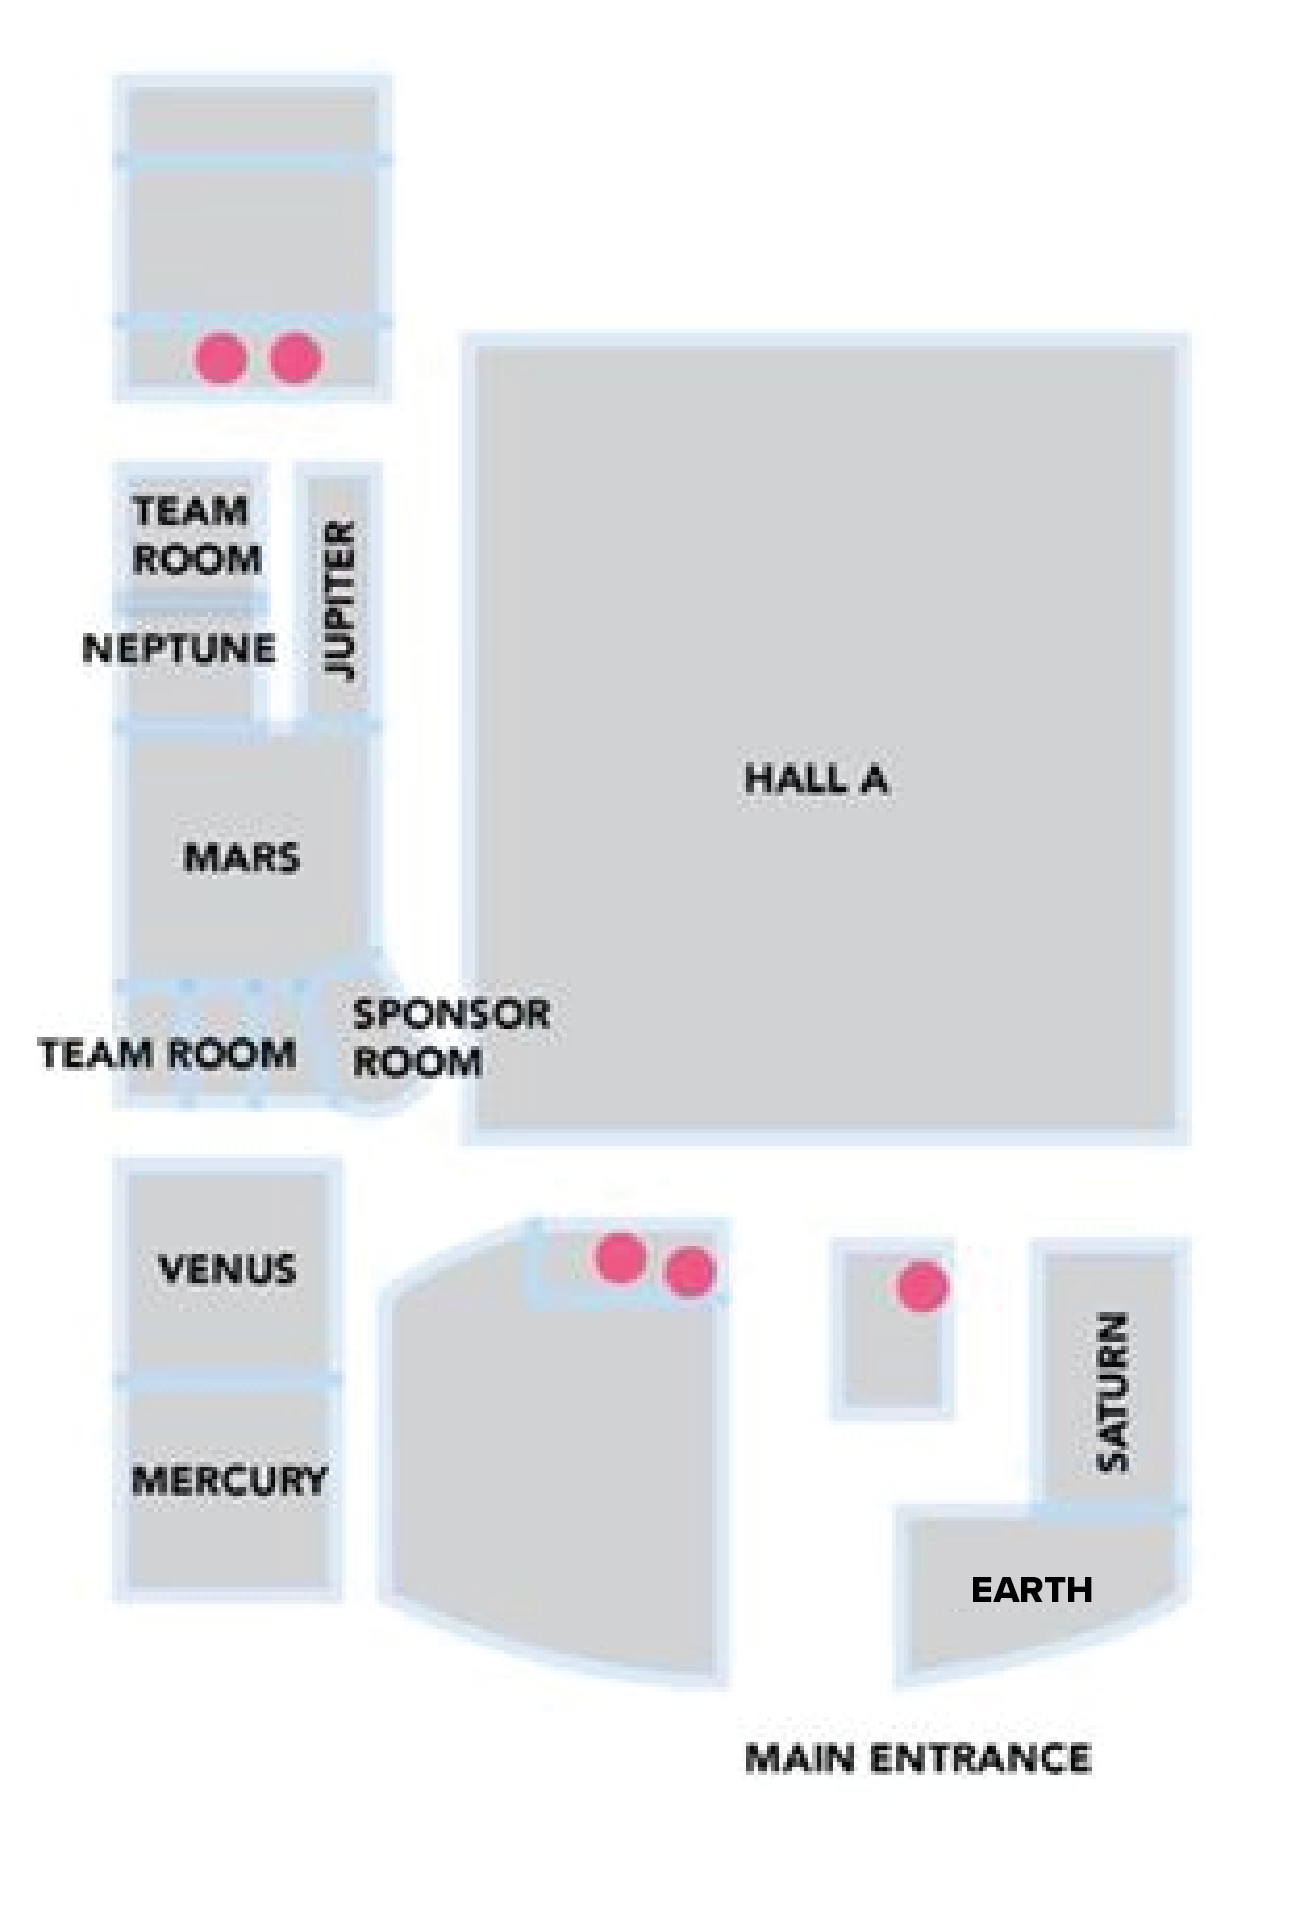 TEAM
ROOM
JUPITER
NEPTUNE
HALL A
MARS
SPONSOR
ROOM
TEAM ROOM
VENUS
SATURN
MERCURY
EARTH
MAIN ENTRANCE